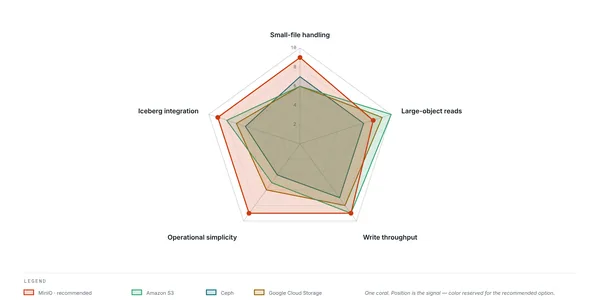 Small-file handling
10
8
6
4
2
Iceberg integration
Large-object reads
Operational simplicity
Write throughput
LEGEND
MinIO · recommended
Amazon S3
Ceph
Google Cloud Storage
One coral. Position is the signal — color reserved for the recommended option.